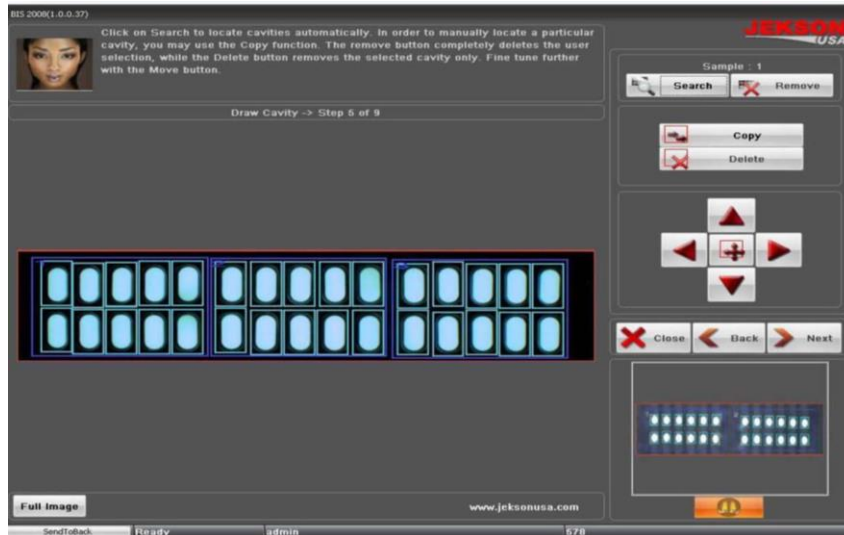 BIS 2008(1.0.0.37)
Click on Search to locate cavities automatically. In order to manually locate a particular
cavity, you may use the Copy function. The remove button completely deletes the user
selection, while the Delete button removes the selected cavity only. Fine tune further
with the Move button.
JEKSON
USA
Sample : 1
Search
Remove
Draw Cavity -> Step 5 of 9
Copy
Delete
Close
Back
Next
Full Image
www.jeksonusa.com
SendToBack
Ready
admin
578